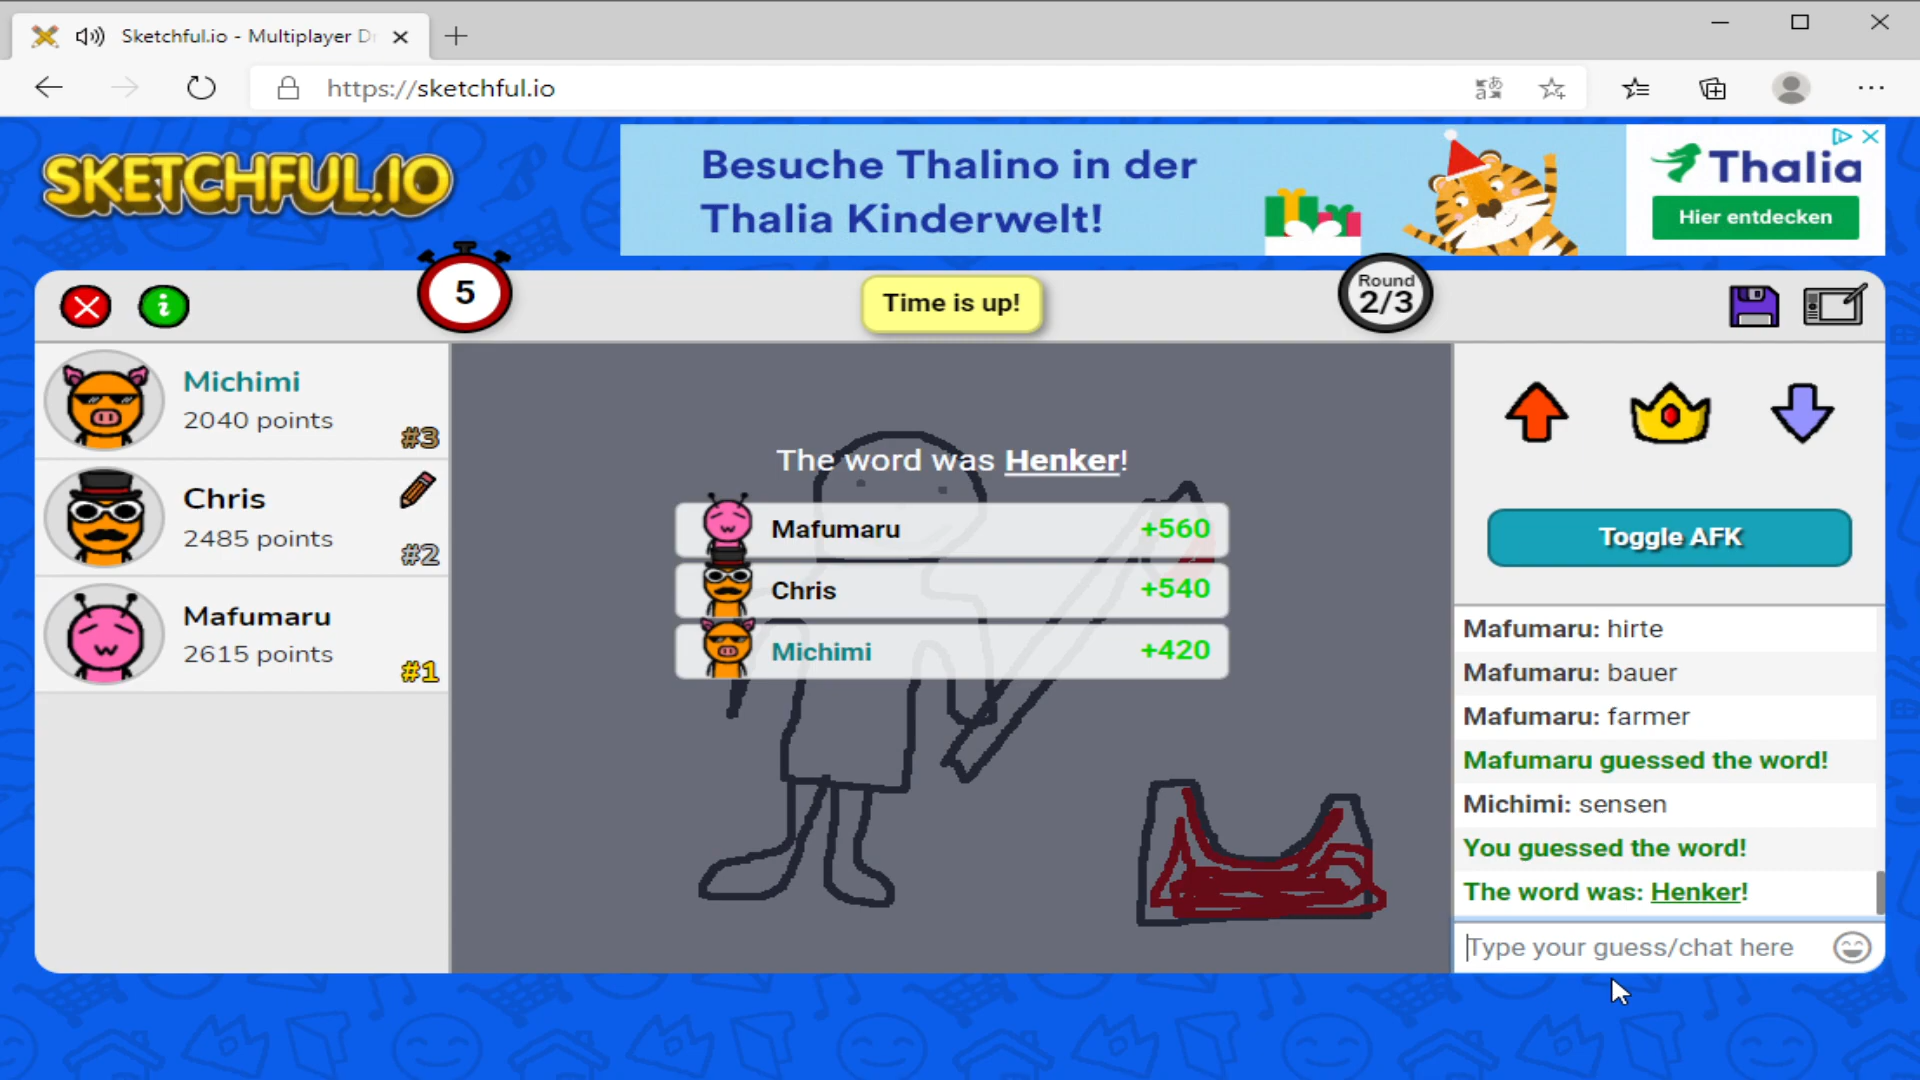 Sketchful.io - Multiplayer D
https://sketchful.io
SKETCHFUL.IO
Besuche Thalino in der
Thalia Kinderwelt!
Thalia
Hier entdecken
5
Time is up!
Round
2/3
Michimi
2040 points
#3
Chris
2485 points
#2
Mafumaru
2615 points
#1
The word was Henker!
Mafumaru +560
Chris +540
Michimi +420
Toggle AFK
Mafumaru: hirte
Mafumaru: bauer
Mafumaru: farmer
Mafumaru guessed the word!
Michimi: sensen
You guessed the word!
The word was: Henker!
Type your guess/chat here